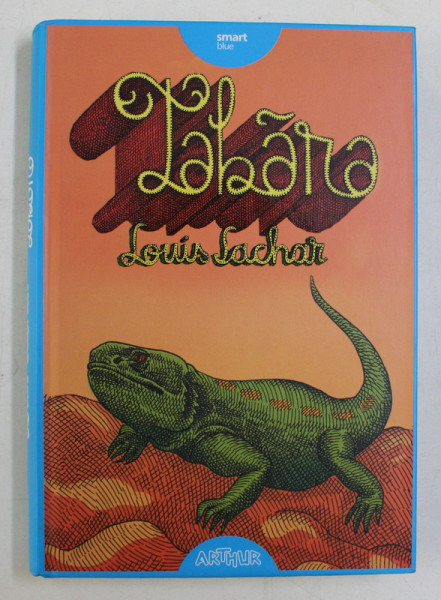 smart
blue
Tabăra
Louis Sachar
ARTHUR